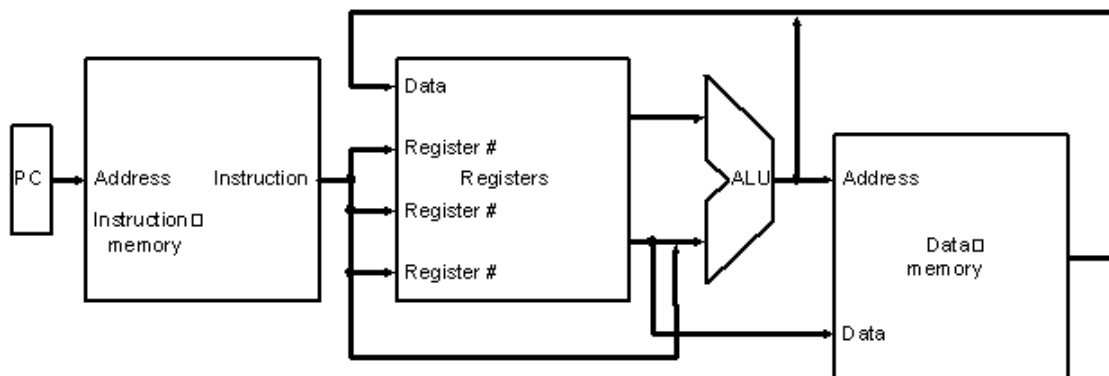 PC
Address
Instruction
Instruction□
memory
Data
Register #
Registers
Register #
Register #
ALU
Address
Data□
memory
Data